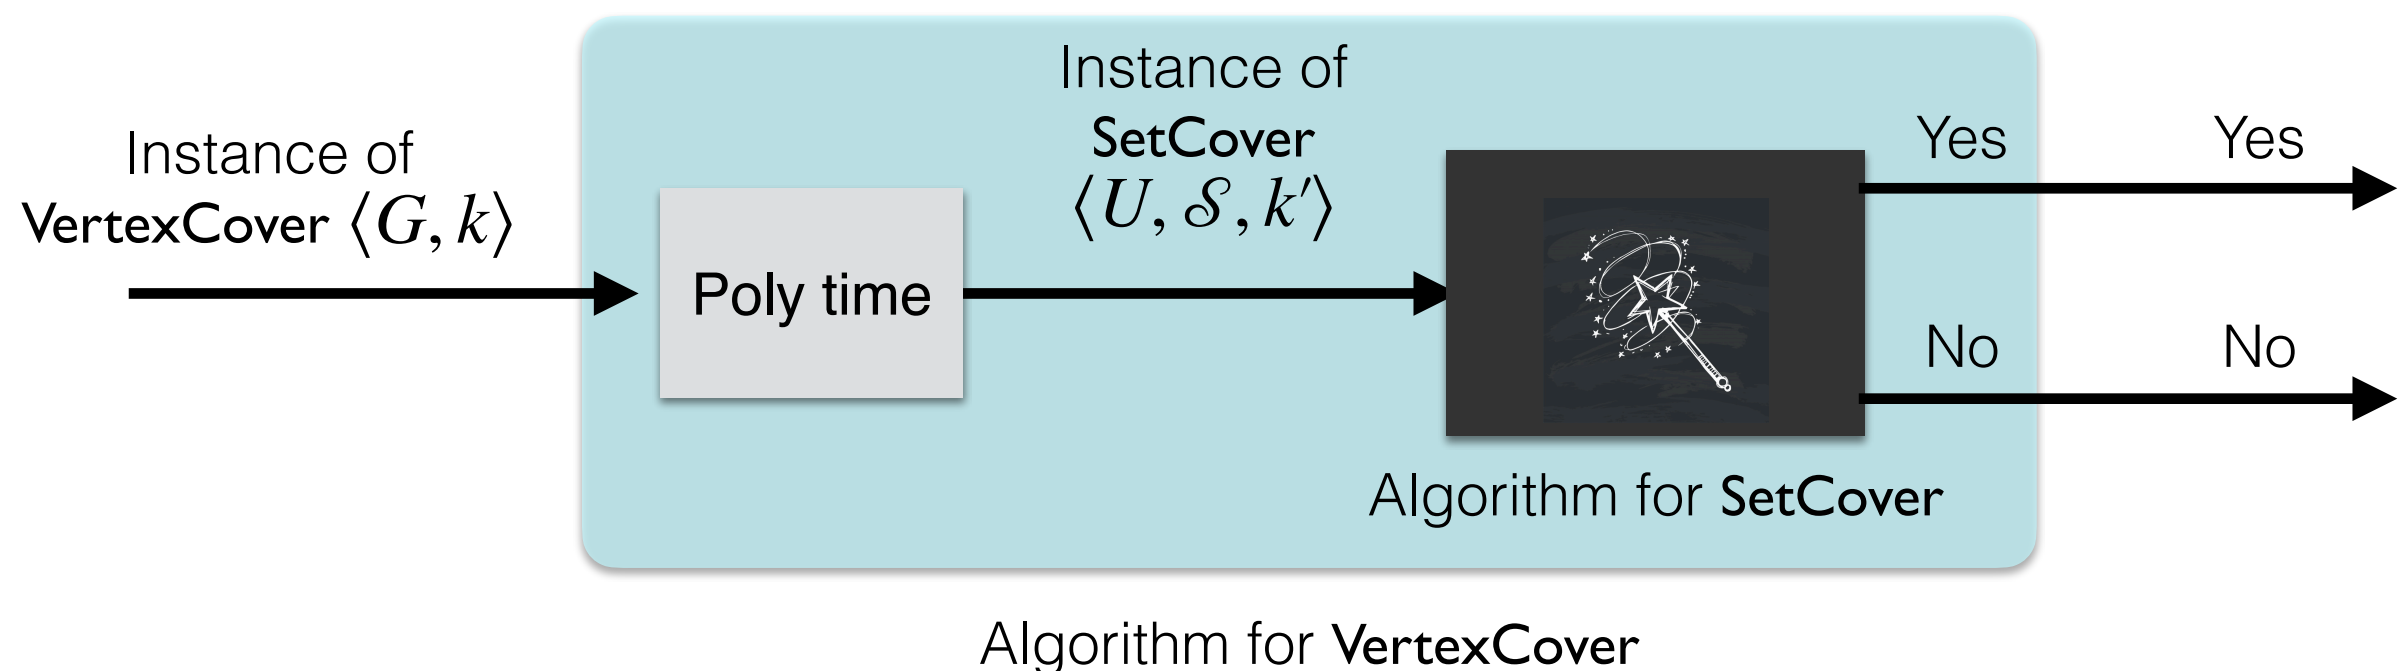 Instance of
VertexCover ⟨G, k⟩
Poly time
Instance of
SetCover
⟨U, 𝒮, k′⟩
Algorithm for SetCover
Yes
Yes
No
No
Algorithm for VertexCover